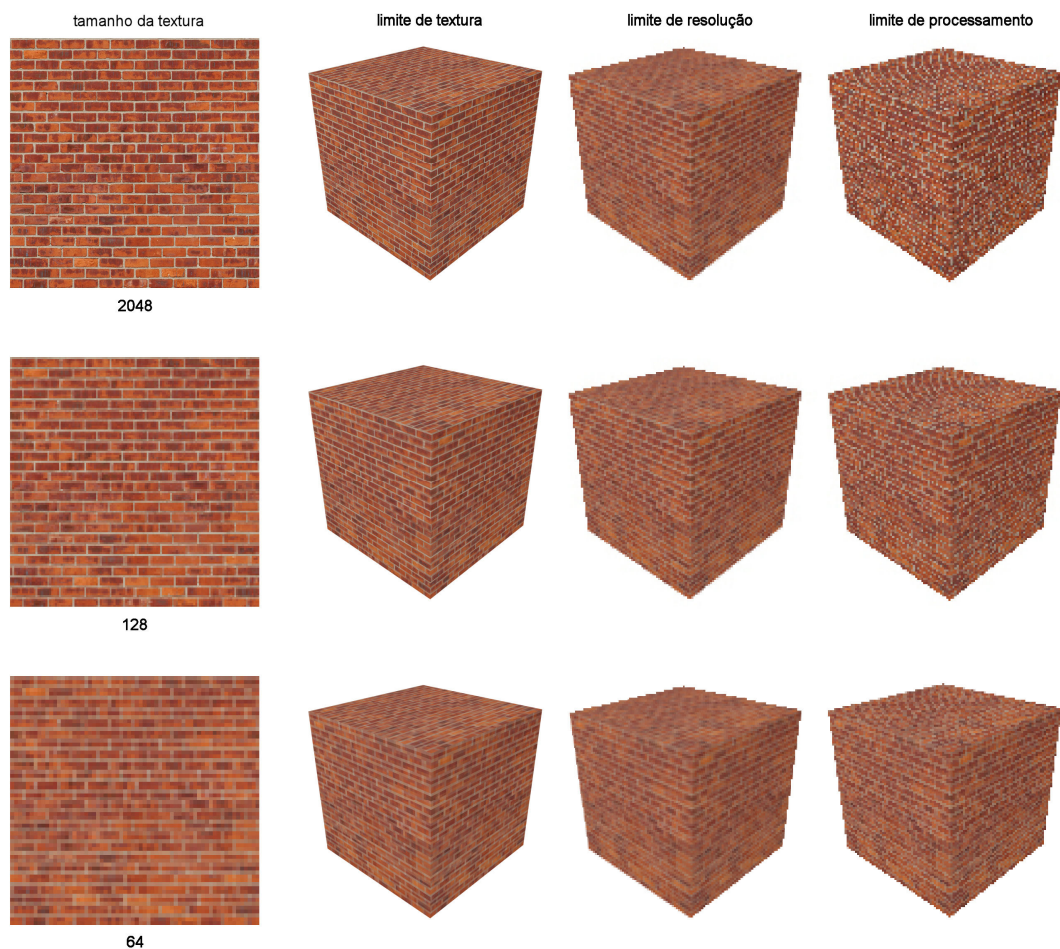 tamanho da textura
limite de textura
limite de resolução
limite de processamento
2048
128
64